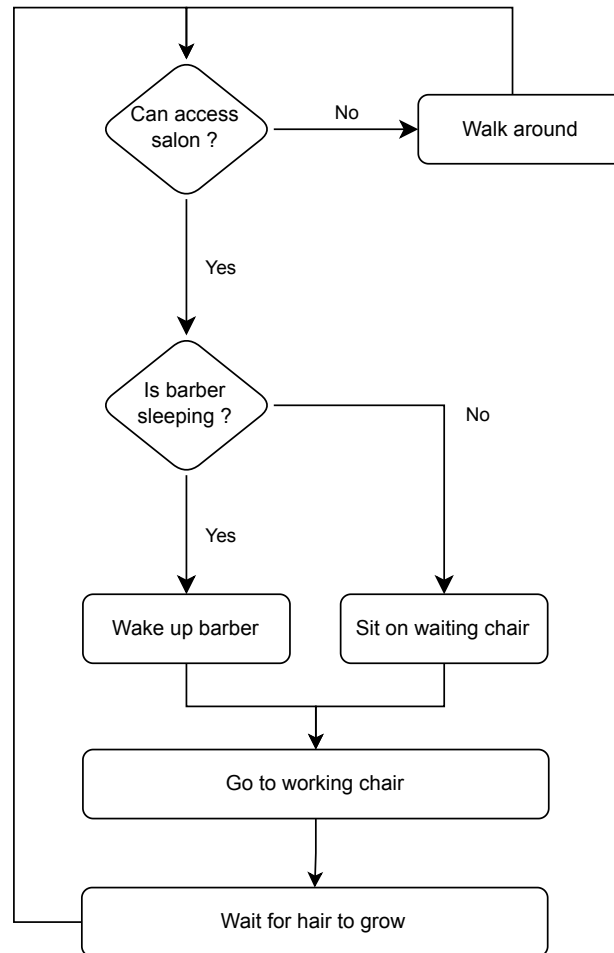 Can access
salon ?
No
Walk around
Yes
Is barber
sleeping ?
No
Yes
Wake up barber
Sit on waiting chair
Go to working chair
Wait for hair to grow